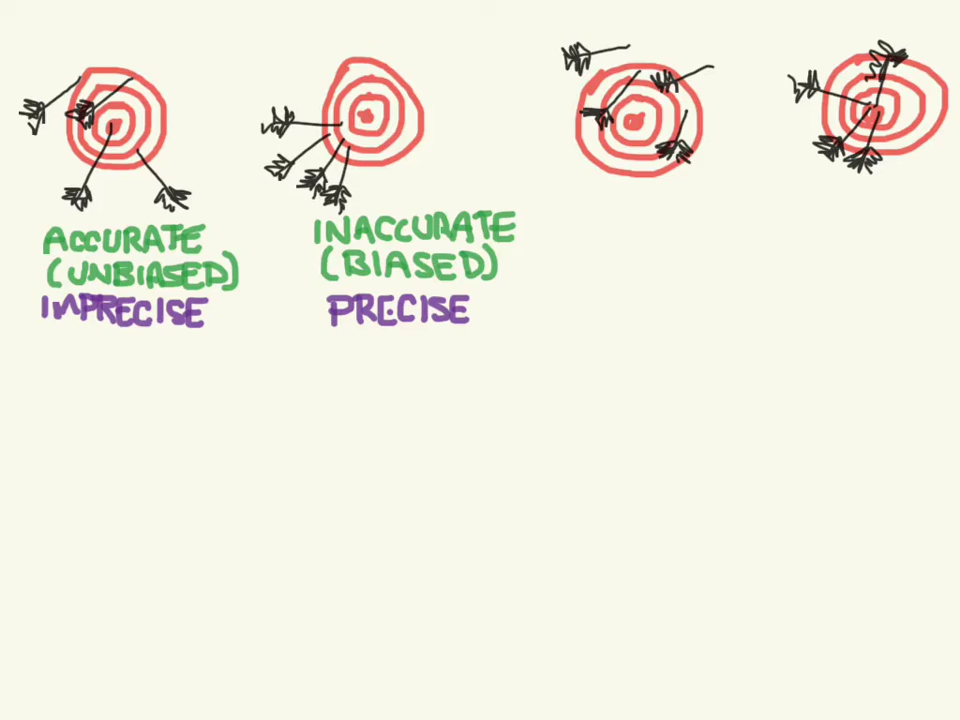 ACCURATE
(UNBIASED)
IMPRECISE
INACCURATE
(BIASED)
PRECISE